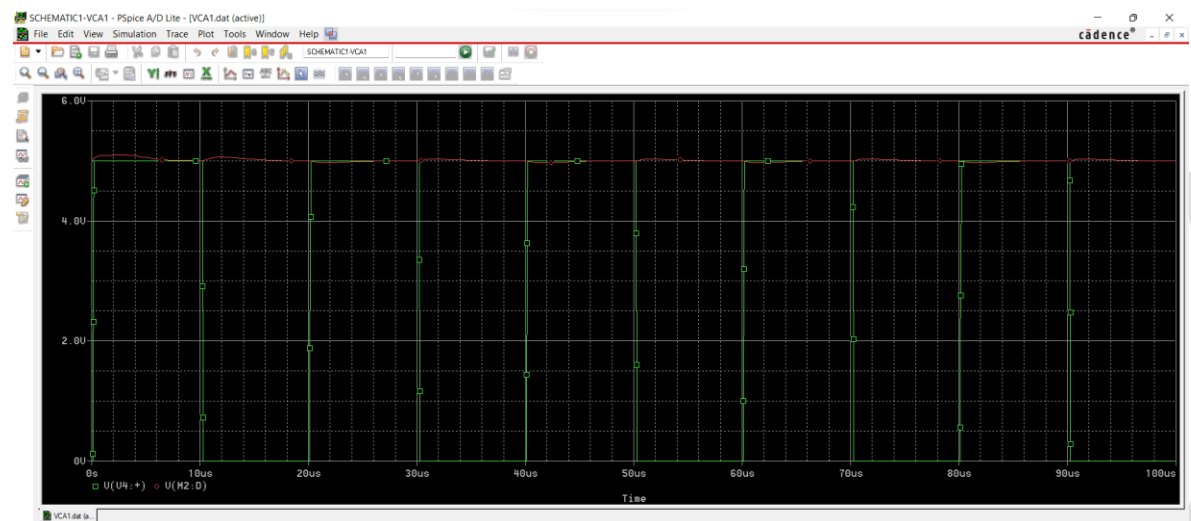 SCHEMATIC1-VCA1 - PSpice A/D Lite - [VCA1.dat (active)]
File Edit View Simulation Trace Plot Tools Window Help
cādence®
SCHEMATIC1-VCA1
6.0V
4.0V
2.0V
0V
0s 10us 20us 30us 40us 50us 60us 70us 80us 90us 100us
V(V4:+) V(M2:D)
Time
VCA1.dat (a...